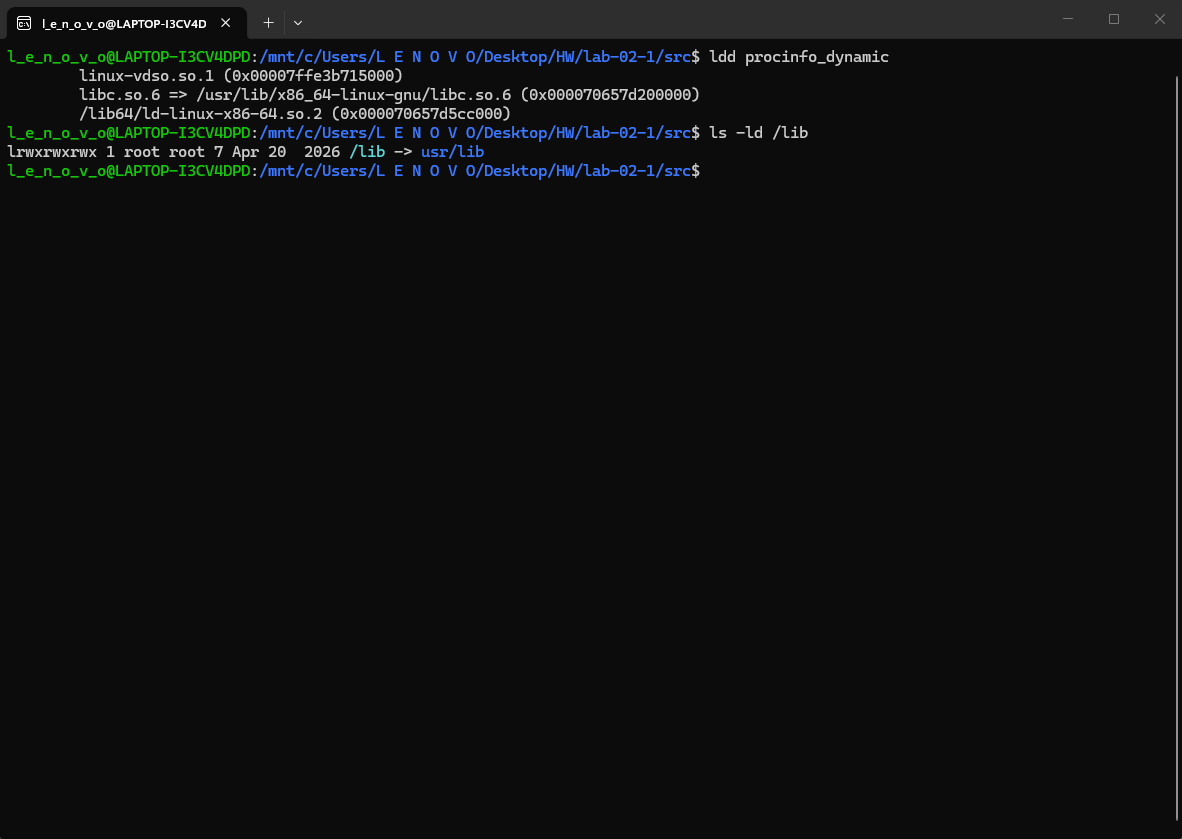 l_e_n_o_v_o@LAPTOP-I3CV4D
l_e_n_o_v_o@LAPTOP-I3CV4DPD:/mnt/c/Users/L E N O V O/Desktop/HW/lab-02-1/src$ ldd procinfo_dynamic
        linux-vdso.so.1 (0x00007ffe3b715000)
        libc.so.6 => /usr/lib/x86_64-linux-gnu/libc.so.6 (0x000070657d200000)
        /lib64/ld-linux-x86-64.so.2 (0x000070657d5cc000)
l_e_n_o_v_o@LAPTOP-I3CV4DPD:/mnt/c/Users/L E N O V O/Desktop/HW/lab-02-1/src$ ls -ld /lib
lrwxrwxrwx 1 root root 7 Apr 20  2026 /lib -> usr/lib
l_e_n_o_v_o@LAPTOP-I3CV4DPD:/mnt/c/Users/L E N O V O/Desktop/HW/lab-02-1/src$